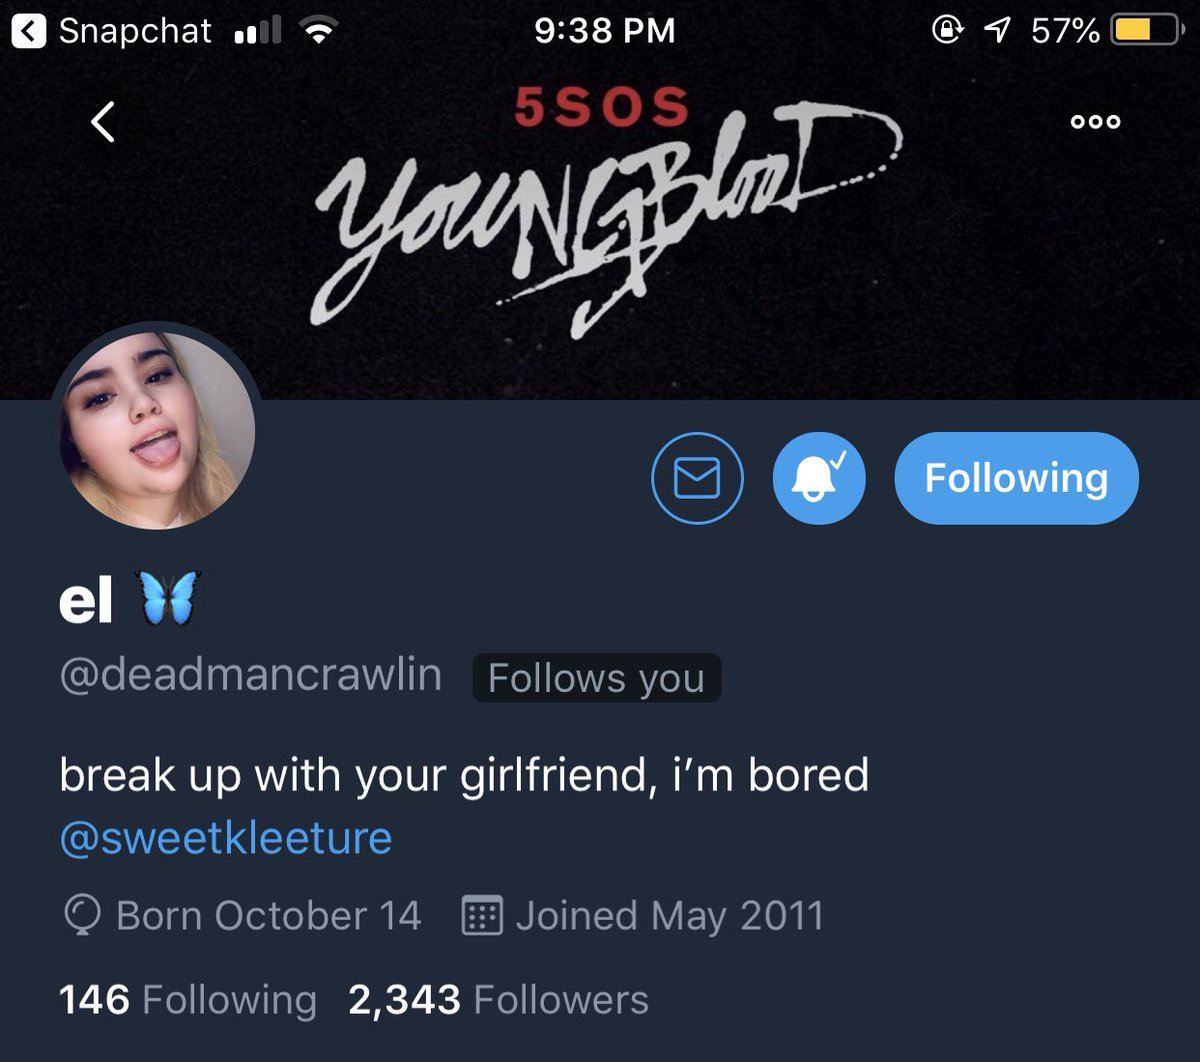 Snapchat
9:38 PM
57%
5SOS
YOUNGBlooD
Following
el 🦋
@deadmancrawlin
Follows you
break up with your girlfriend, i’m bored
@sweetkleeture
Born October 14
Joined May 2011
146 Following
2,343 Followers